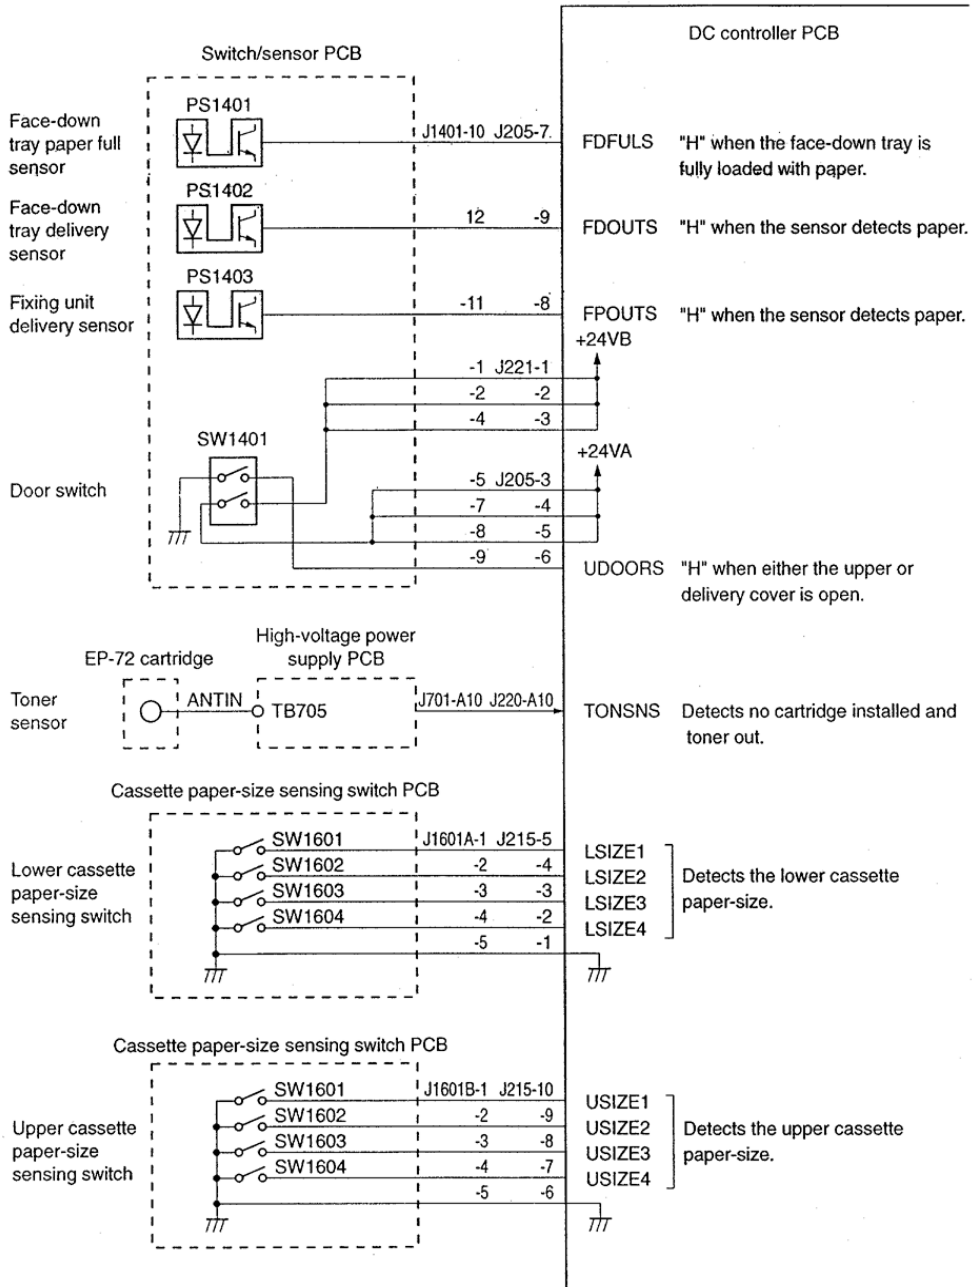 DC controller PCB
Switch/sensor PCB
Face-down
tray paper full
sensor
PS1401
J1401-10 J205-7
FDFULS "H" when the face-down tray is
fully loaded with paper.
Face-down
tray delivery
sensor
PS1402
12 -9
FDOUTS "H" when the sensor detects paper.
Fixing unit
delivery sensor
PS1403
-11 -8
FPOUTS "H" when the sensor detects paper.
+24VB
-1 J221-1
-2 -2
-4 -3
SW1401
+24VA
Door switch
-5 J205-3
-7 -4
-8 -5
-9 -6
UDOORS "H" when either the upper or
delivery cover is open.
High-voltage power
supply PCB
EP-72 cartridge
Toner
sensor
ANTIN
TB705
J701-A10 J220-A10
TONSNS Detects no cartridge installed and
toner out.
Cassette paper-size sensing switch PCB
Lower cassette
paper-size
sensing switch
SW1601 J1601A-1 J215-5 LSIZE1
SW1602 -2 -4 LSIZE2
SW1603 -3 -3 LSIZE3
SW1604 -4 -2 LSIZE4
-5 -1
Detects the lower cassette
paper-size.
Cassette paper-size sensing switch PCB
Upper cassette
paper-size
sensing switch
SW1601 J1601B-1 J215-10 USIZE1
SW1602 -2 -9 USIZE2
SW1603 -3 -8 USIZE3
SW1604 -4 -7 USIZE4
-5 -6
Detects the upper cassette
paper-size.